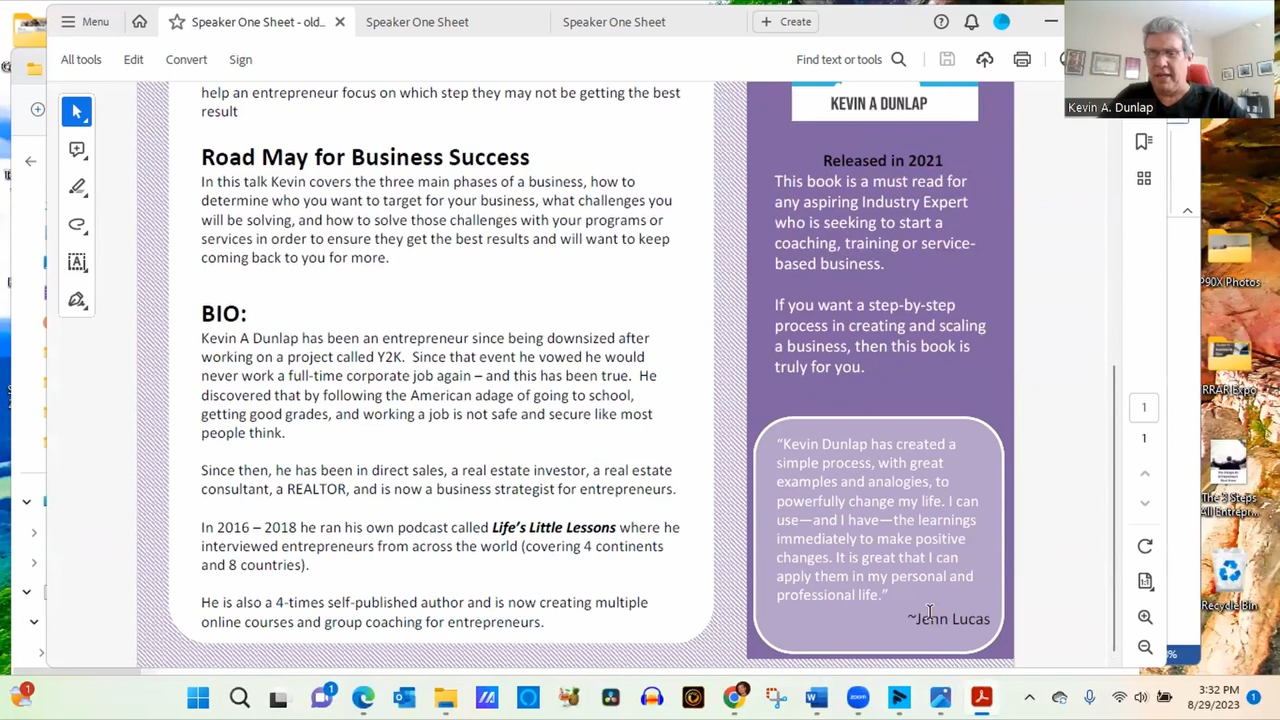 Menu
Speaker One Sheet - old...
Speaker One Sheet
Speaker One Sheet
Create
All tools
Edit
Convert
Sign
Find text or tools
Kevin A. Dunlap
help an entrepreneur focus on which step they may not be getting the best
result
Road May for Business Success
In this talk Kevin covers the three main phases of a business, how to
determine who you want to target for your business, what challenges you
will be solving, and how to solve those challenges with your programs or
services in order to ensure they get the best results and will want to keep
coming back to you for more.
BIO:
Kevin A Dunlap has been an entrepreneur since being downsized after
working on a project called Y2K.  Since that event he vowed he would
never work a full-time corporate job again – and this has been true.  He
discovered that by following the American adage of going to school,
getting good grades, and working a job is not safe and secure like most
people think.
Since then, he has been in direct sales, a real estate investor, a real estate
consultant, a REALTOR, and is now a business strategist for entrepreneurs.
In 2016 – 2018 he ran his own podcast called Life's Little Lessons where he
interviewed entrepreneurs from across the world (covering 4 continents
and 8 countries).
He is also a 4-times self-published author and is now creating multiple
online courses and group coaching for entrepreneurs.
KEVIN A DUNLAP
Released in 2021
This book is a must read for
any aspiring Industry Expert
who is seeking to start a
coaching, training or service-
based business.
If you want a step-by-step
process in creating and scaling
a business, then this book is
truly for you.
“Kevin Dunlap has created a
simple process, with great
examples and analogies, to
powerfully change my life. I can
use—and I have—the learnings
immediately to make positive
changes. It is great that I can
apply them in my personal and
professional life.”
~Jenn Lucas
1
1
P90X Photos
RRAR Expo
The 3 Steps
All Entrepr...
Recycle Bin
3:32 PM
8/29/2023